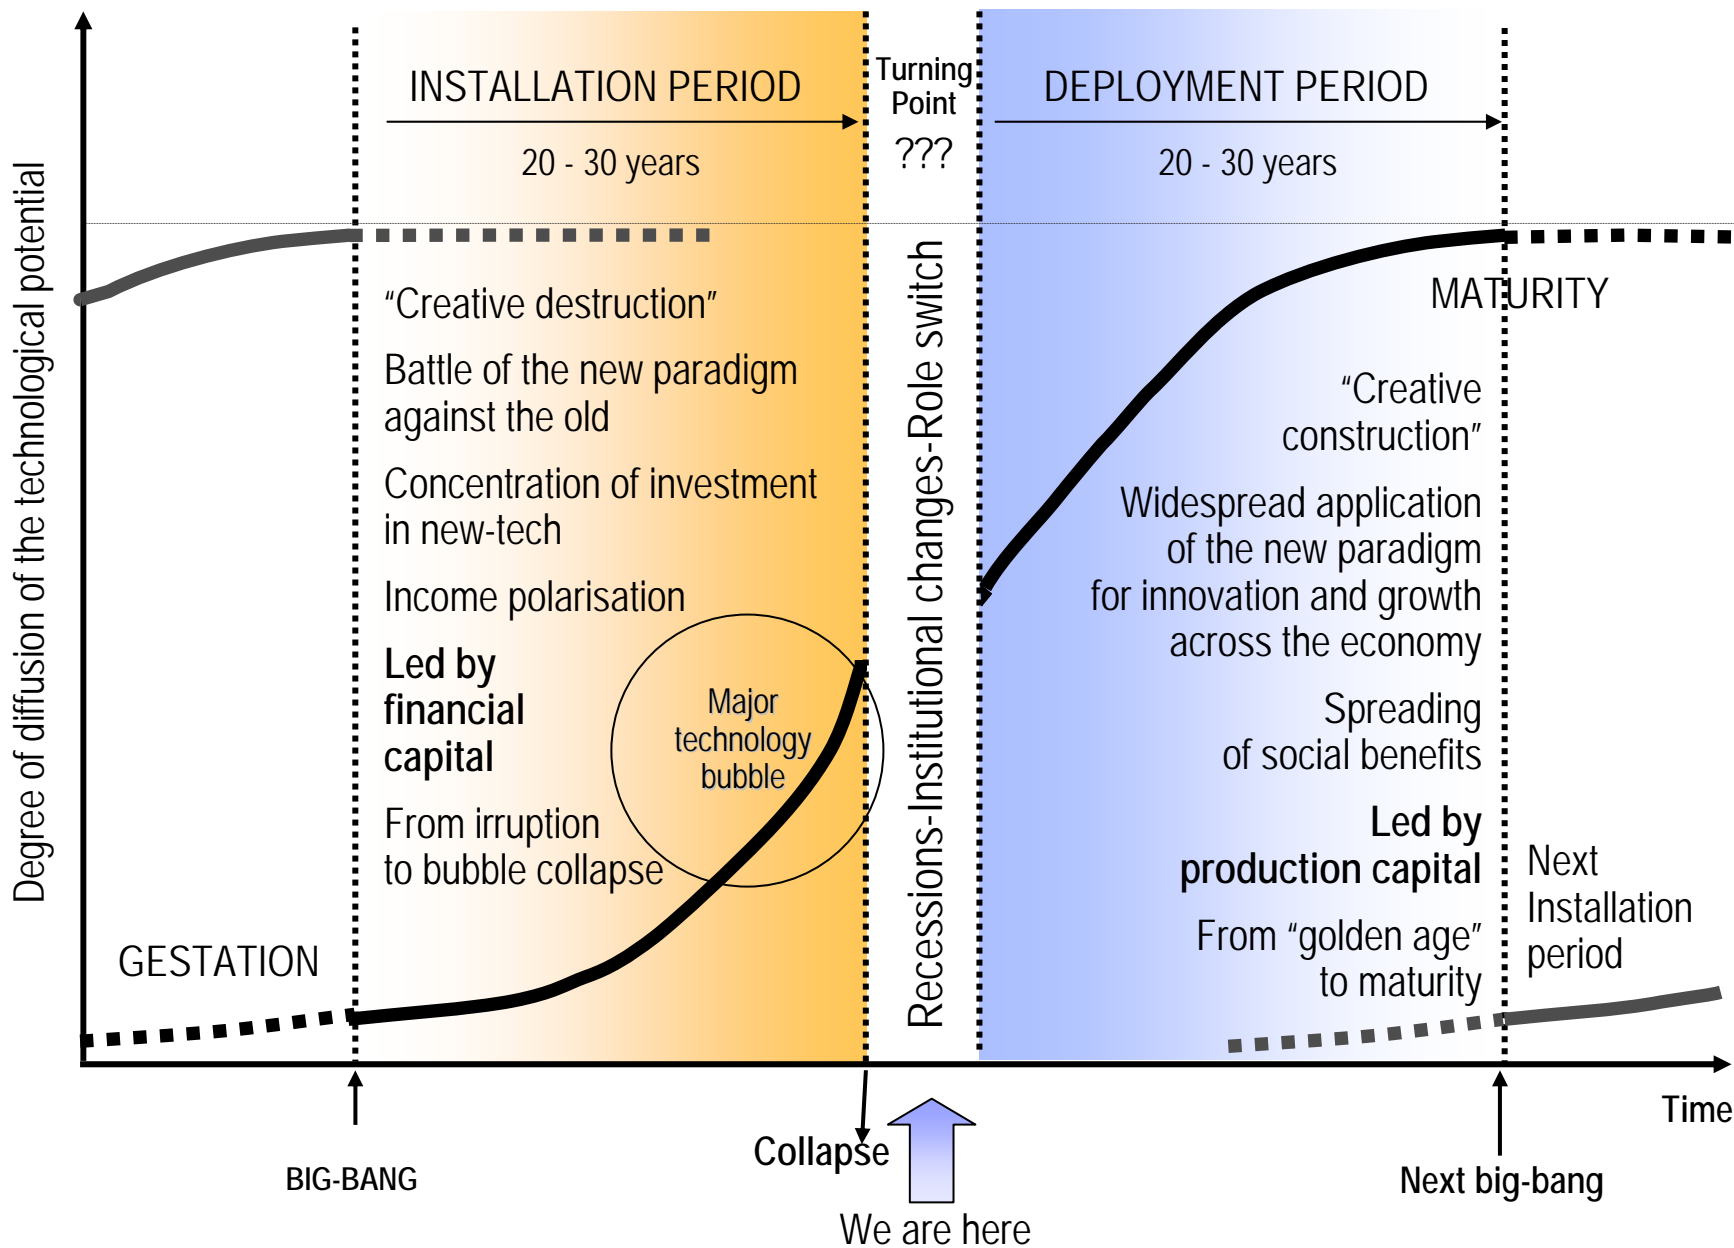 Degree of diffusion of the technological potential
INSTALLATION PERIOD
20 - 30 years
Turning
Point
???
DEPLOYMENT PERIOD
20 - 30 years
“Creative destruction”
Battle of the new paradigm
against the old
Concentration of investment
in new-tech
Income polarisation
Led by
financial
capital
From irruption
to bubble collapse
Major
technology
bubble
GESTATION
Recessions-Institutional changes-Role switch
MATURITY
“Creative
construction”
Widespread application
of the new paradigm
for innovation and growth
across the economy
Spreading
of social benefits
Led by
production capital
From “golden age”
to maturity
Next
Installation
period
Time
BIG-BANG
Collapse
We are here
Next big-bang